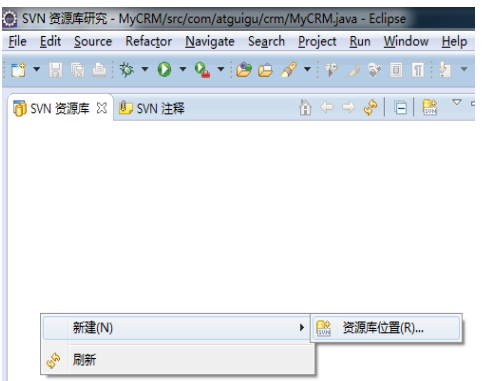 SVN 资源库研究 - MyCRM/src/com/atguigu/crm/MyCRM.java - Eclipse
File Edit Source Refactor Navigate Search Project Run Window Help
SVN 资源库 SVN 注释
新建(N) 资源库位置(R)...
刷新